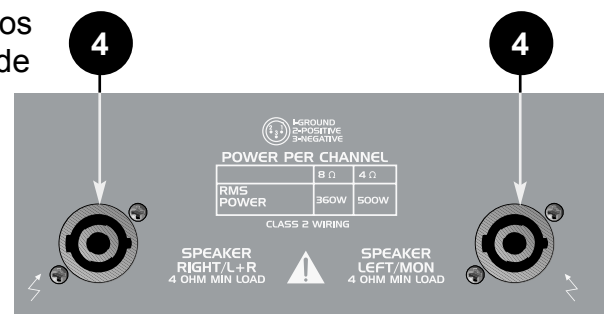 os
de
4 4
1-GROUND
2-POSITIVE
3-NEGATIVE
POWER PER CHANNEL
8 Ω 4 Ω
RMS
POWER 360W 500W
CLASS 2 WIRING
SPEAKER
RIGHT/L+R
4 OHM MIN LOAD
SPEAKER
LEFT/MON
4 OHM MIN LOAD